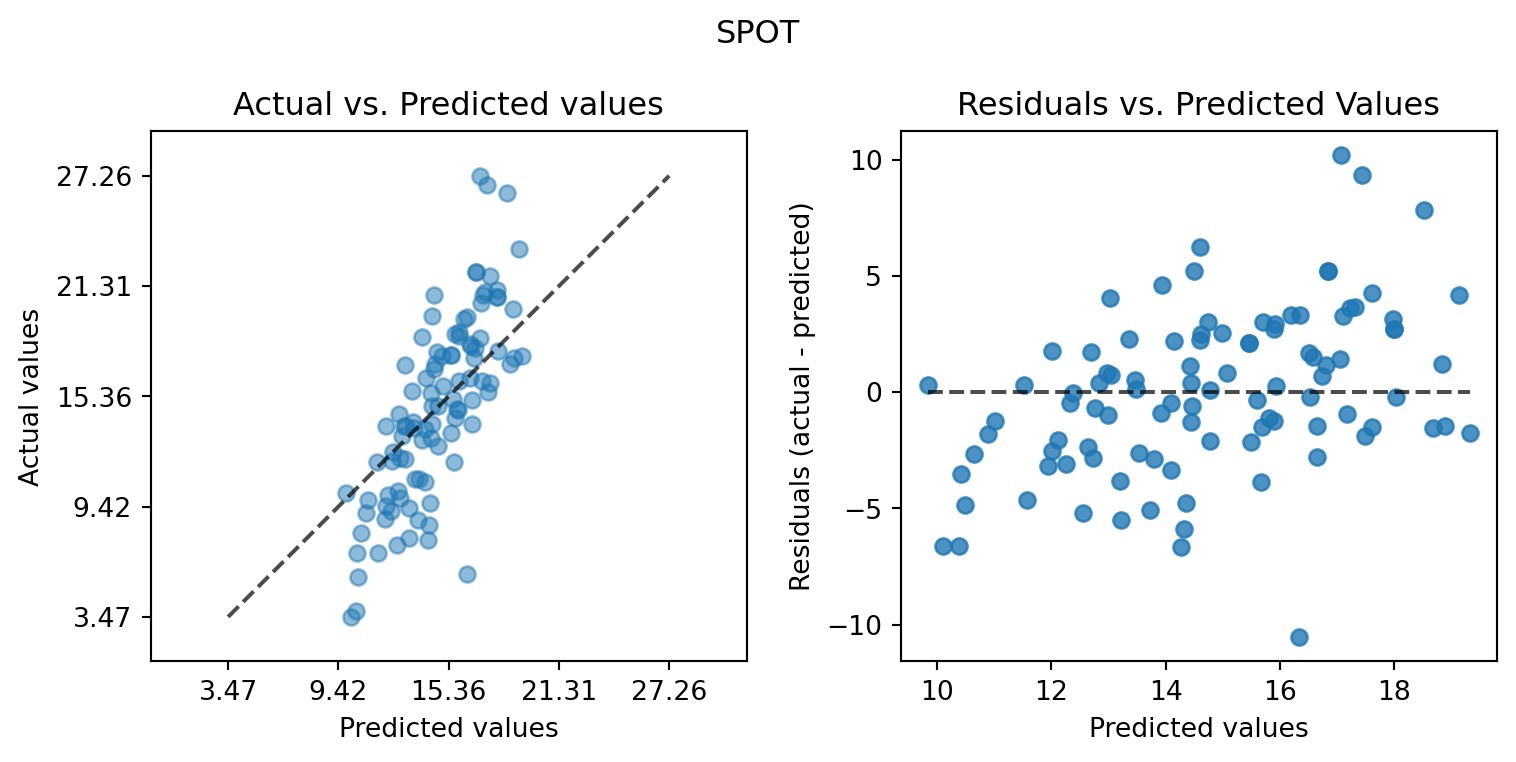 SPOT
Actual vs. Predicted values
Actual values
27.26
21.31
15.36
9.42
3.47
3.47 9.42 15.36 21.31 27.26
Predicted values
Residuals vs. Predicted Values
Residuals (actual - predicted)
10
5
0
−5
−10
10 12 14 16 18
Predicted values